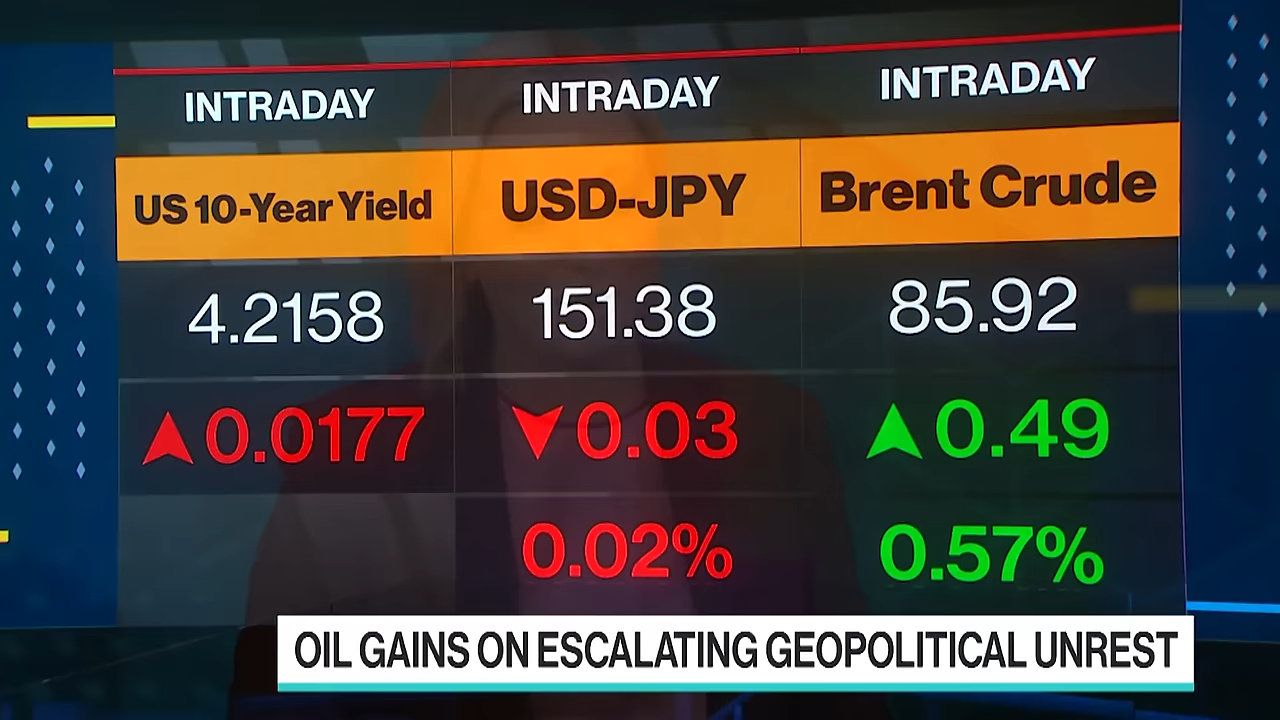 INTRADAY INTRADAY INTRADAY
US 10-Year Yield USD-JPY Brent Crude
4.2158 151.38 85.92
▲0.0177 ▼0.03 ▲0.49
0.02% 0.57%
OIL GAINS ON ESCALATING GEOPOLITICAL UNREST